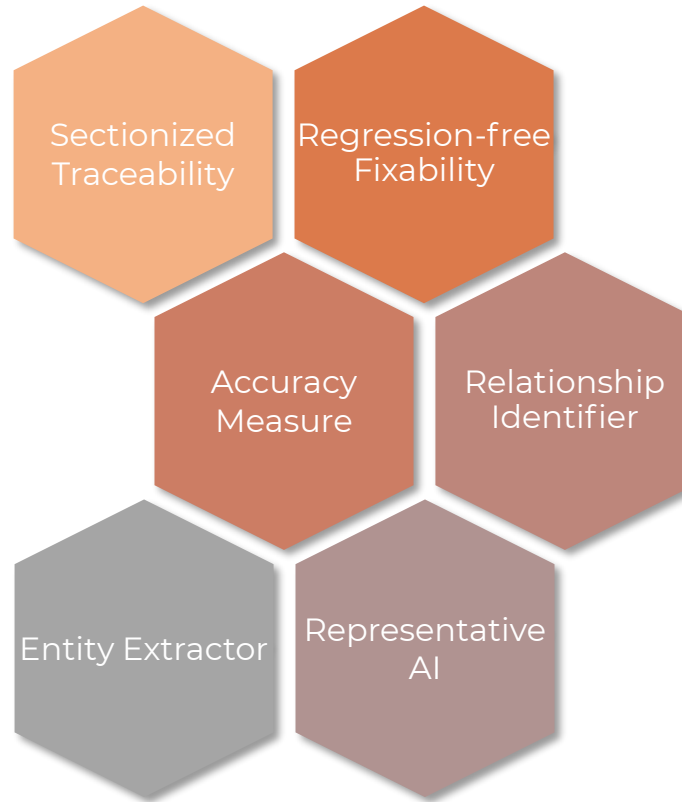 Sectionized
Traceability
Regression-free
Fixability
Accuracy
Measure
Relationship
Identifier
Entity Extractor
Representative
AI